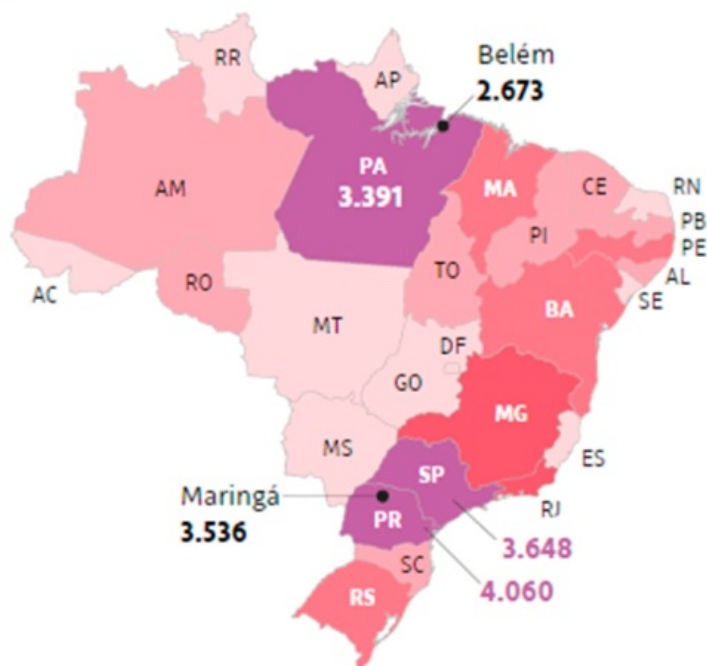 RR
AP
Belém
2.673
PA
3.391
AM
MA
CE
RN
PB
PE
PI
AL
SE
TO
RO
AC
BA
MT
DF
GO
MG
MS
ES
SP
RJ
Maringá
3.536
PR
3.648
4.060
SC
RS